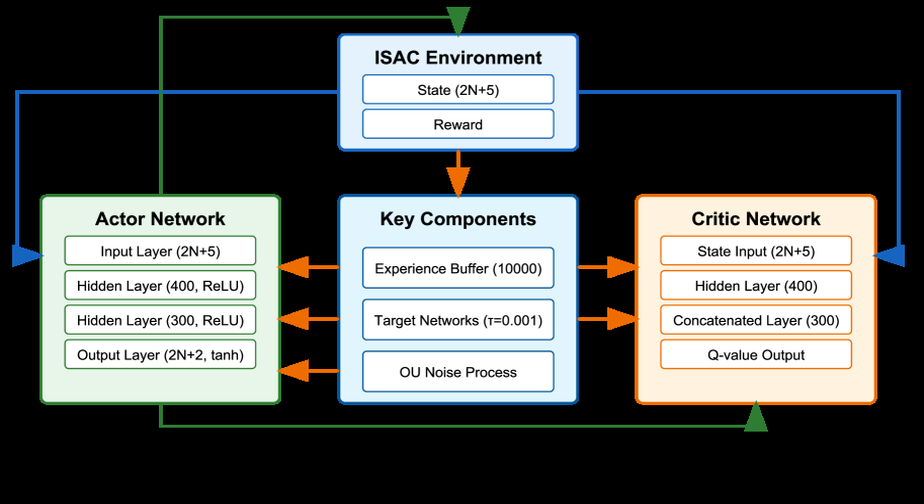 ISAC Environment
State (2N+5)
Reward
Actor Network
Input Layer (2N+5)
Hidden Layer (400, ReLU)
Hidden Layer (300, ReLU)
Output Layer (2N+2, tanh)
Key Components
Experience Buffer (10000)
Target Networks (τ=0.001)
OU Noise Process
Critic Network
State Input (2N+5)
Hidden Layer (400)
Concatenated Layer (300)
Q-value Output